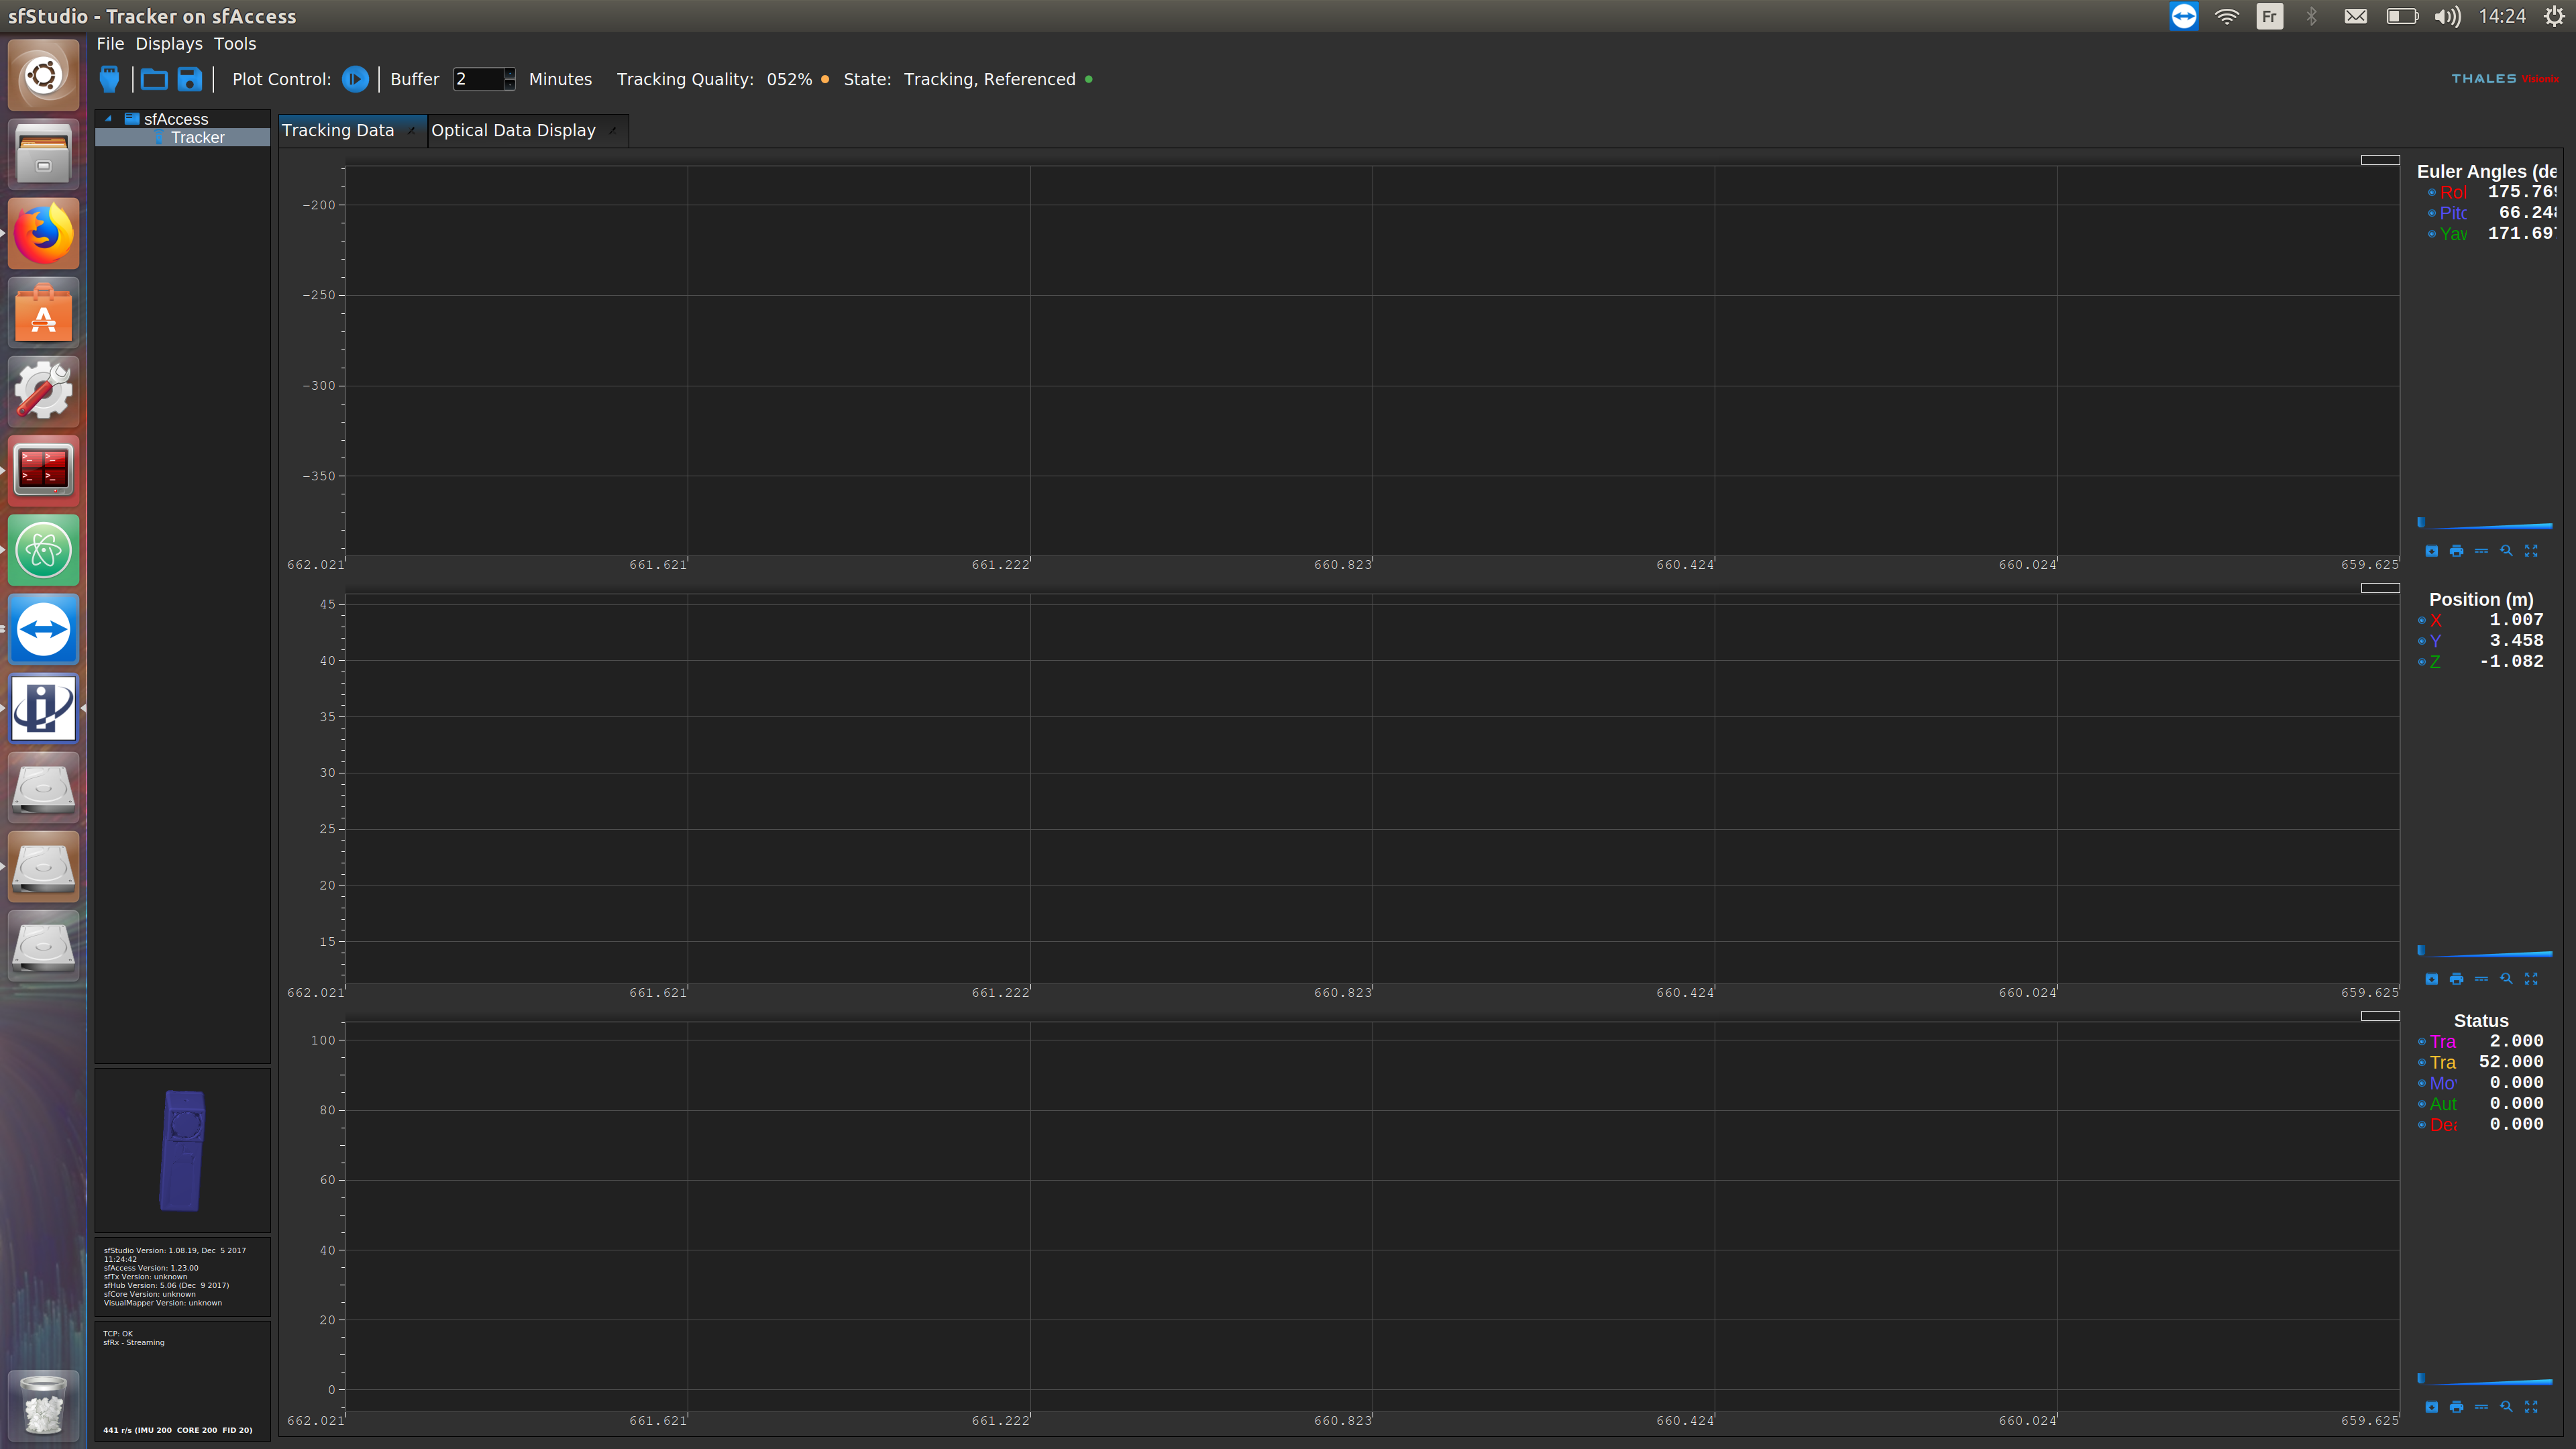 sfStudio - Tracker on sfAccess
Fr
14:24
File Displays Tools
Plot Control: Buffer 2 Minutes Tracking Quality: 052% State: Tracking, Referenced
THALES Visionix
sfAccess
Tracker
Tracking Data
Optical Data Display
-200
-250
-300
-350
662.021 661.621 661.222 660.823 660.424 660.024 659.625
Euler Angles (de
Rol 175.769
Pitc 66.248
Yaw 171.697
45
40
35
30
25
20
15
662.021 661.621 661.222 660.823 660.424 660.024 659.625
Position (m)
X 1.007
Y 3.458
Z -1.082
100
80
60
40
20
0
662.021 661.621 661.222 660.823 660.424 660.024 659.625
Status
Tra 2.000
Tra 52.000
Mo 0.000
Aut 0.000
Dea 0.000
sfStudio Version: 1.08.19, Dec 5 2017
11:24:42
sfAccess Version: 1.23.00
sfTx Version: unknown
sfHub Version: 5.06 (Dec 9 2017)
sfCore Version: unknown
VisualMapper Version: unknown
TCP: OK
sfRx - Streaming
441 r/s (IMU 200 CORE 200 FID 20)